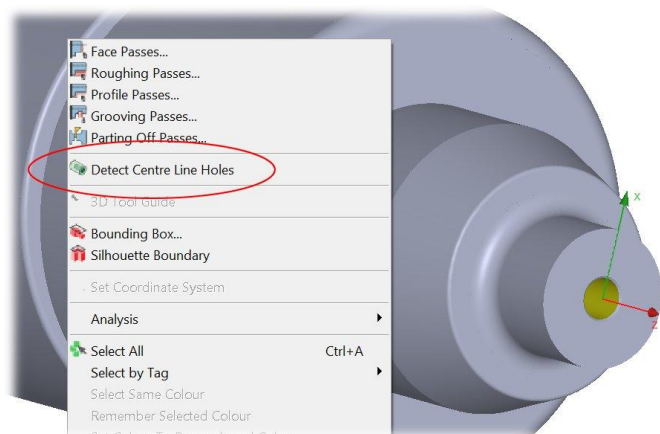 Face Passes...
Roughing Passes...
Profile Passes...
Grooving Passes...
Parting Off Passes...
Detect Centre Line Holes
3D Tool Guide
Bounding Box...
Silhouette Boundary
Set Coordinate System
Analysis
Select All Ctrl+A
Select by Tag
Select Same Colour
Remember Selected Colour
x
z